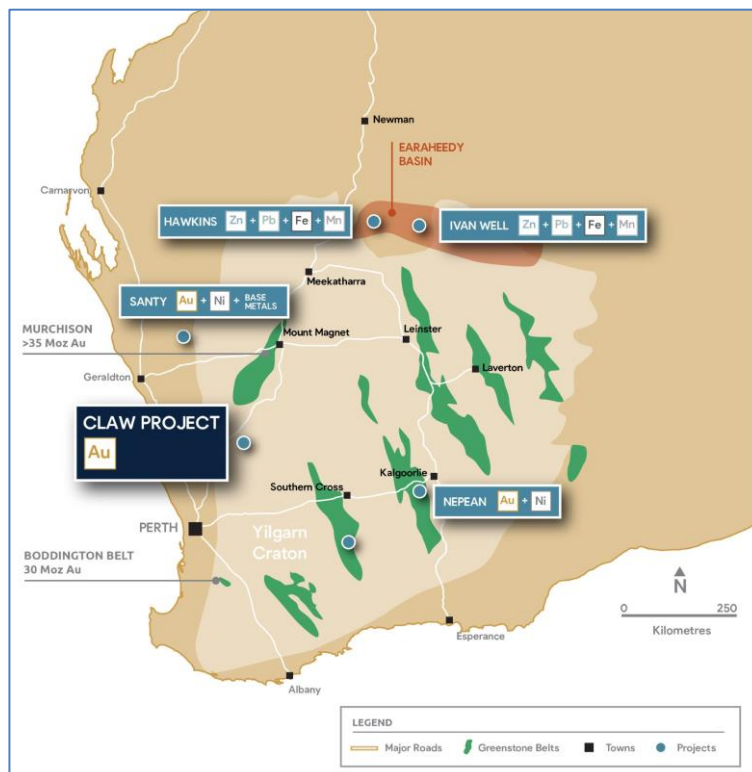 Newman
EARAHEEDY
BASIN
Carnarvon
HAWKINS Zn + Pb + Fe + Mn
IVAN WELL Zn + Pb + Fe + Mn
Meekatharra
SANTY Au + Ni + BASE
METALS
MURCHISON
>35 Moz Au
Mount Magnet
Leinster
Laverton
Geraldton
CLAW PROJECT
Au
Kalgoorlie
Southern Cross
NEPEAN Au + Ni
PERTH
Yilgarn
Craton
BODDINGTON BELT
30 Moz Au
N
0 250
Kilometres
Esperance
Albany
LEGEND
Major Roads
Greenstone Belts
Towns
Projects